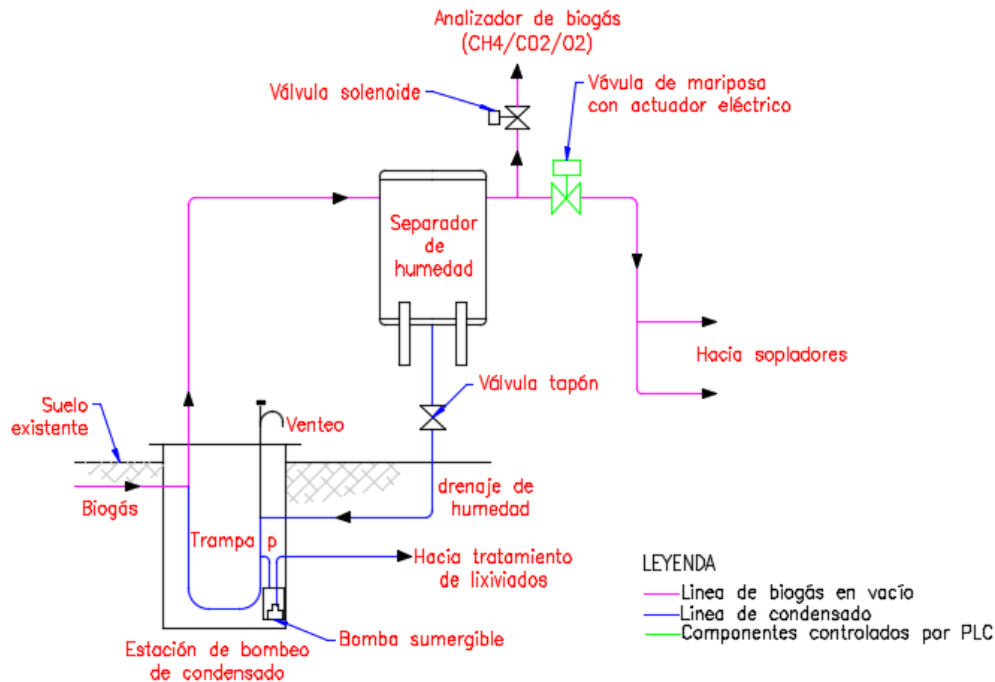 Analizador de biogás
(CH4/CO2/O2)
Válvula solenoide
Vávula de mariposa
con actuador eléctrico
Separador
de
humedad
Hacia sopladores
Válvula tapón
Suelo
existente
Venteo
Biogás
drenaje de
humedad
Trampa p
Hacia tratamiento
de lixiviados
Bomba sumergible
Estación de bombeo
de condensado
LEYENDA
Linea de biogás en vacío
Linea de condensado
Componentes controlados por PLC